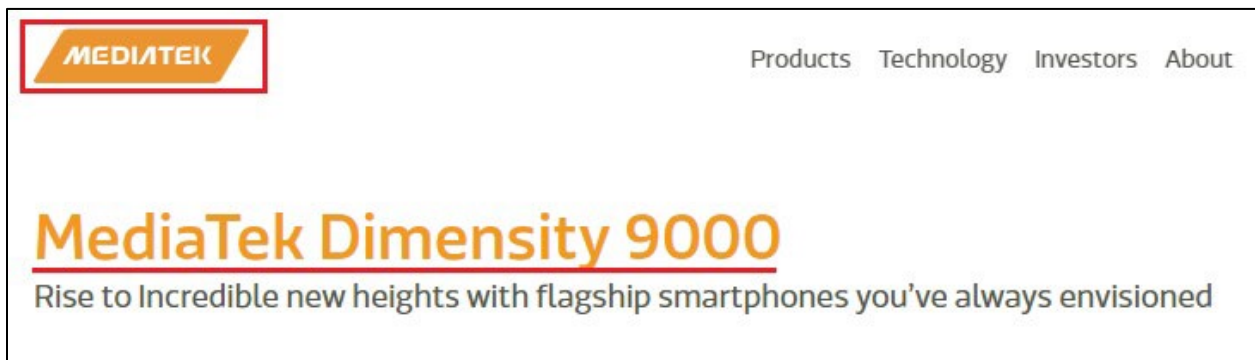 MEDIATEK
Products Technology Investors About
MediaTek Dimensity 9000
Rise to Incredible new heights with flagship smartphones you’ve always envisioned